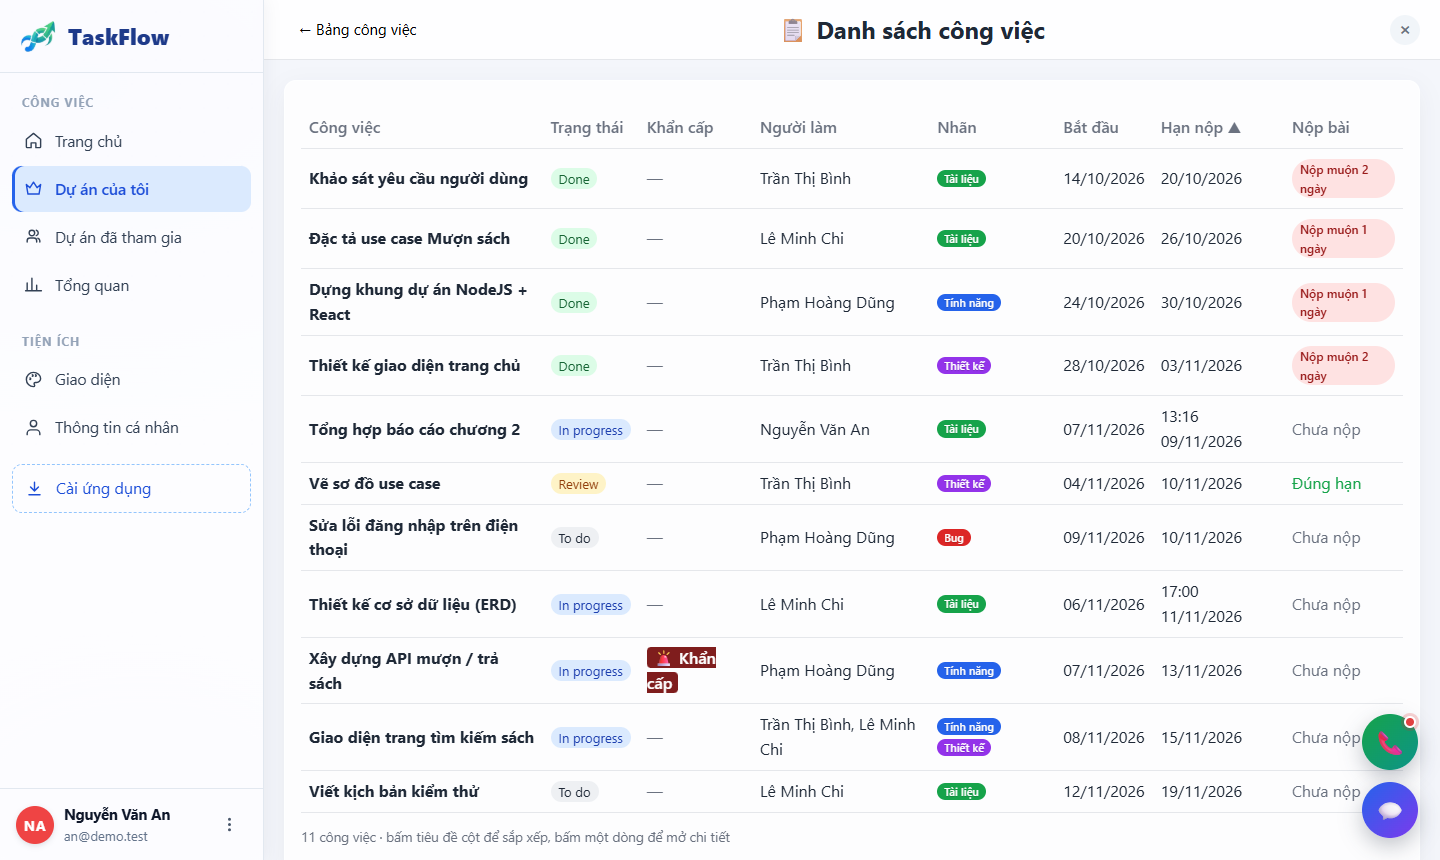 TaskFlow
← Bảng công việc
📋 Danh sách công việc
×
CÔNG VIỆC
Trang chủ
Dự án của tôi
Dự án đã tham gia
Tổng quan
TIỆN ÍCH
Giao diện
Thông tin cá nhân
Cài ứng dụng
NA
Nguyễn Văn An
an@demo.test
Công việc Trạng thái Khẩn cấp Người làm Nhãn Bắt đầu Hạn nộp ▲ Nộp bài
Khảo sát yêu cầu người dùng Done — Trần Thị Bình Tài liệu 14/10/2026 20/10/2026 Nộp muộn 2
ngày
Đặc tả use case Mượn sách Done — Lê Minh Chi Tài liệu 20/10/2026 26/10/2026 Nộp muộn 1
ngày
Dựng khung dự án NodeJS +
React Done — Phạm Hoàng Dũng Tính năng 24/10/2026 30/10/2026 Nộp muộn 1
ngày
Thiết kế giao diện trang chủ Done — Trần Thị Bình Thiết kế 28/10/2026 03/11/2026 Nộp muộn 2
ngày
Tổng hợp báo cáo chương 2 In progress — Nguyễn Văn An Tài liệu 07/11/2026 13:16
09/11/2026 Chưa nộp
Vẽ sơ đồ use case Review — Trần Thị Bình Thiết kế 04/11/2026 10/11/2026 Đúng hạn
Sửa lỗi đăng nhập trên điện
thoại To do — Phạm Hoàng Dũng Bug 09/11/2026 10/11/2026 Chưa nộp
Thiết kế cơ sở dữ liệu (ERD) In progress — Lê Minh Chi Tài liệu 06/11/2026 17:00
11/11/2026 Chưa nộp
Xây dựng API mượn / trả
sách In progress 🚨 Khẩn
cấp Phạm Hoàng Dũng Tính năng 07/11/2026 13/11/2026 Chưa nộp
Giao diện trang tìm kiếm sách In progress — Trần Thị Bình, Lê Minh
Chi Tính năng
Thiết kế 08/11/2026 15/11/2026 Chưa nộp
Viết kịch bản kiểm thử To do — Lê Minh Chi Tài liệu 12/11/2026 19/11/2026 Chưa nộp
11 công việc · bấm tiêu đề cột để sắp xếp, bấm một dòng để mở chi tiết